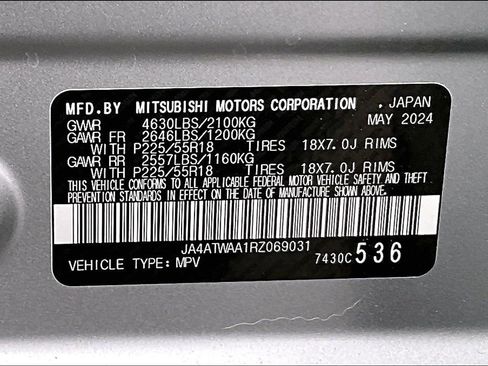 MFD.BY MITSUBISHI MOTORS CORPORATION , JAPAN
GVWR 4630LBS/2100KG MAY 2024
GAWR FR 2646LBS/1200KG
WITH P225/55R18 TIRES 18X7.0J RIMS
GAWR RR 2557LBS/1160KG
WITH P225/55R18 TIRES 18X7.0J RIMS
THIS VEHICLE CONFORMS TO ALL APPLICABLE FEDERAL MOTOR VEHICLE SAFETY AND THEFT
PREVENTION STANDARDS IN EFFECT ON THE DATE OF MANUFACTURE SHOWN ABOVE.
JA4ATWAA1RZ069031
VEHICLE TYPE: MPV 7430C 536